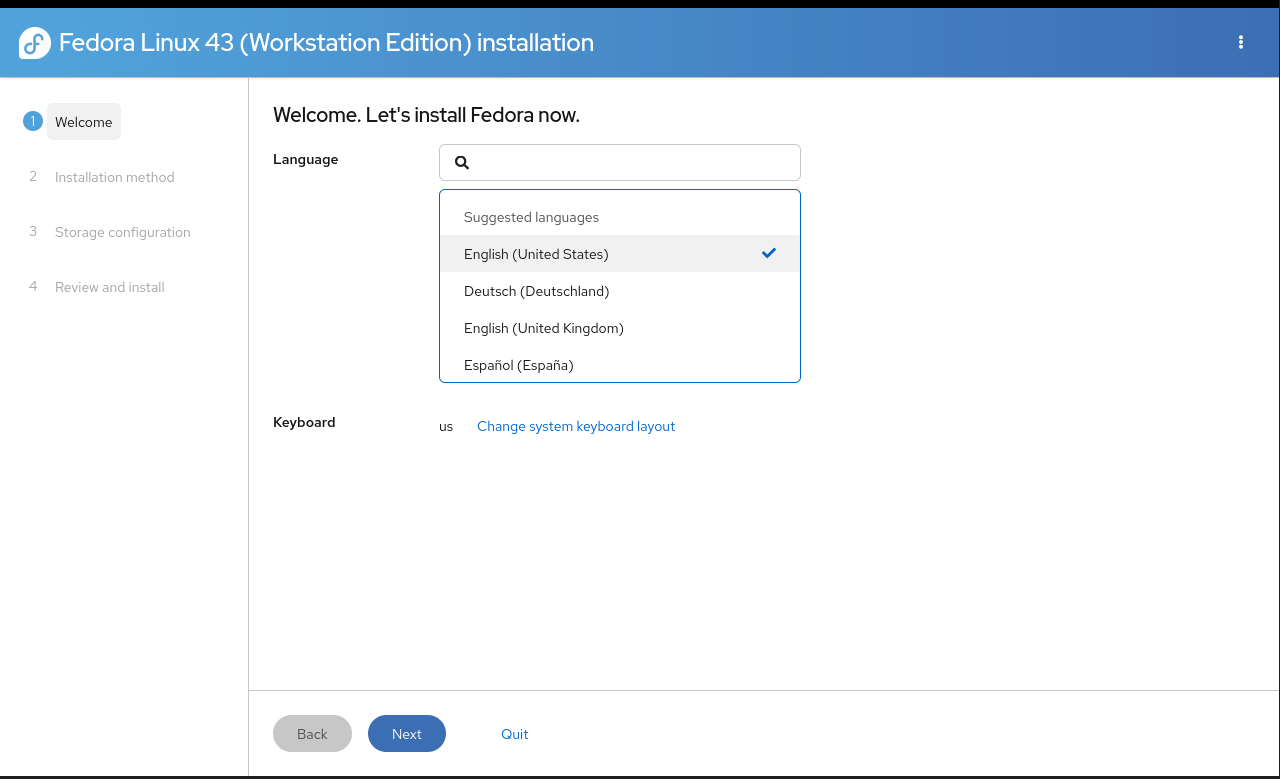 Fedora Linux 43 (Workstation Edition) installation
1 Welcome
2 Installation method
3 Storage configuration
4 Review and install
Welcome. Let's install Fedora now.
Language
Suggested languages
English (United States)
Deutsch (Deutschland)
English (United Kingdom)
Español (España)
Keyboard us Change system keyboard layout
Back Next Quit